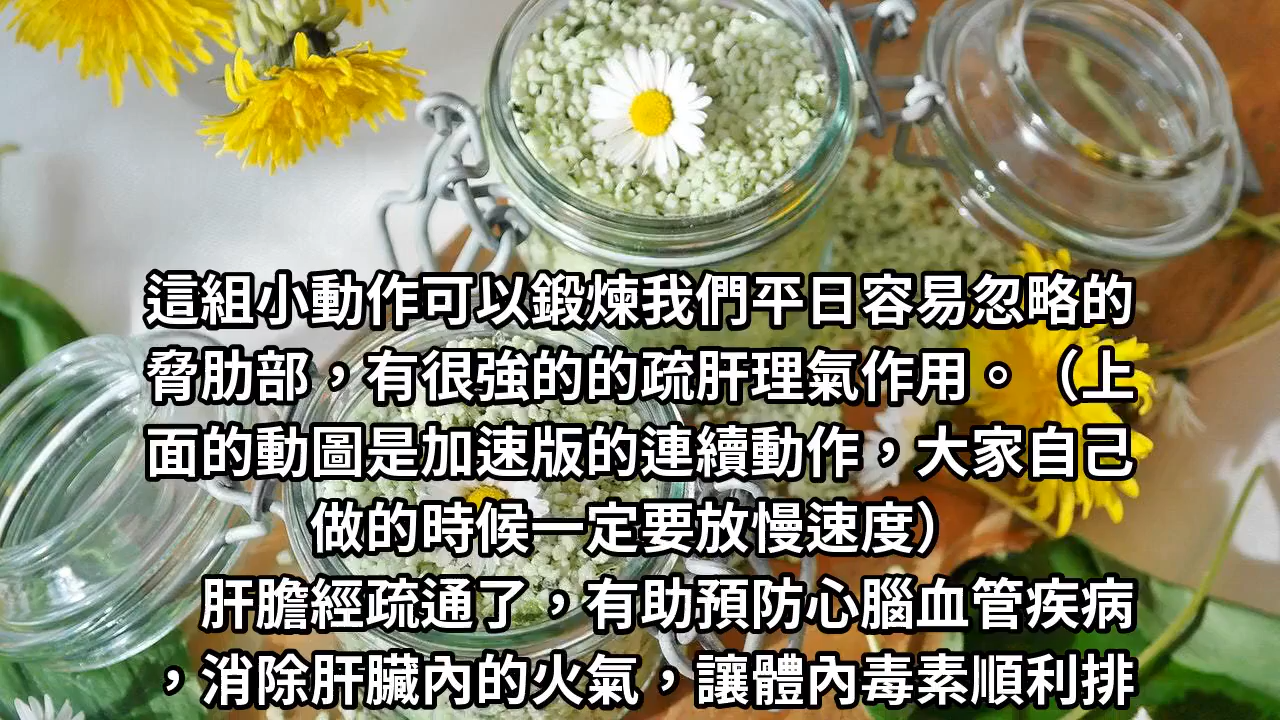 這組小動作可以鍛煉我們平日容易忽略的
脅肋部，有很強的的疏肝理氣作用。（上
面的動圖是加速版的連續動作，大家自己
做的時候一定要放慢速度）
肝膽經疏通了，有助預防心腦血管疾病
，消除肝臟內的火氣，讓體內毒素順利排